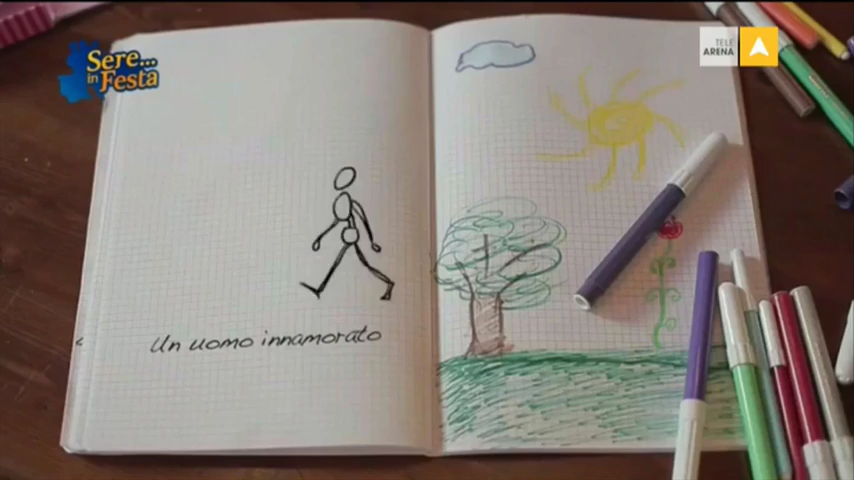 Sere...
in Festa
TELE
ARENA
Un uomo innamorato